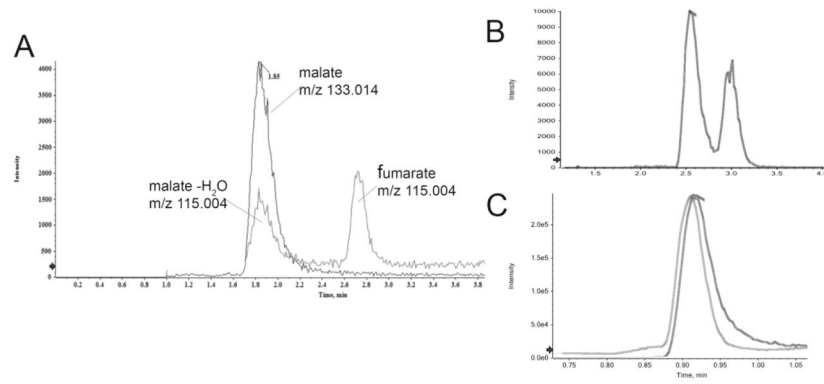 A
4000
3500
3000
2500
2000
1500
1000
500
0
Intensity
1.85
malate
m/z 133.014
malate -H₂O
m/z 115.004
fumarate
m/z 115.004
0.2 0.4 0.6 0.8 1.0 1.2 1.4 1.6 1.8 2.0 2.2 2.4 2.6 2.8 3.0 3.2 3.4 3.6 3.8
Time, min
B
10000
9000
8000
7000
6000
5000
4000
3000
2000
1000
0
Intensity
1.5 2.0 2.5 3.0 3.5 4.0
C
2.0e5
1.5e5
1.0e5
5.0e4
0.0e0
Intensity
0.75 0.80 0.85 0.90 0.95 1.00 1.05
Time, min